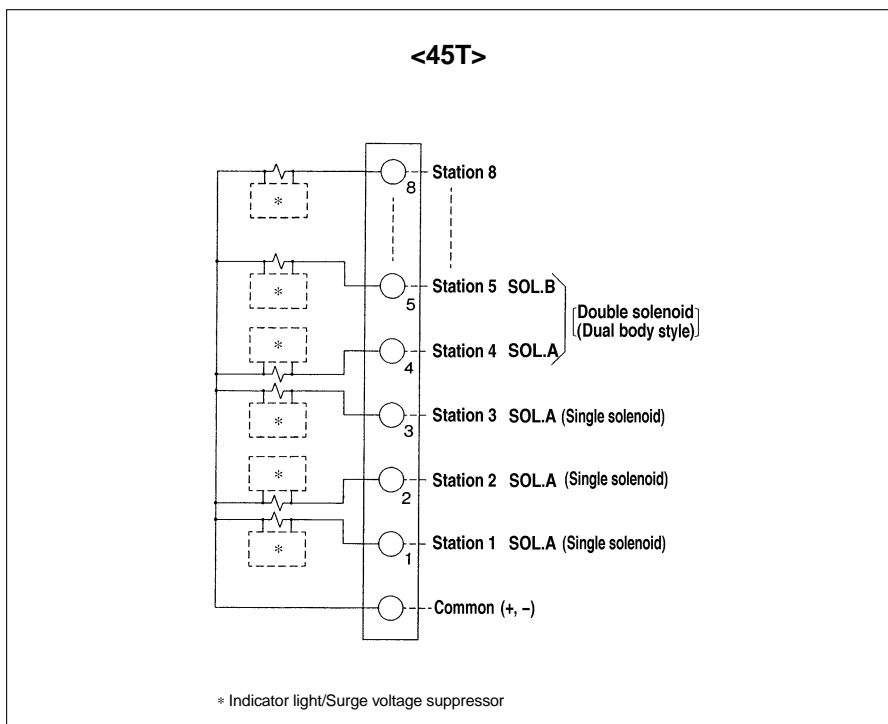 <45T>
8 Station 8
*
5 Station 5 SOL.B
*
[Double solenoid
(Dual body style)]
*
4 Station 4 SOL.A
3 Station 3 SOL.A (Single solenoid)
*
*
2 Station 2 SOL.A (Single solenoid)
1 Station 1 SOL.A (Single solenoid)
*
Common (+, –)
* Indicator light/Surge voltage suppressor